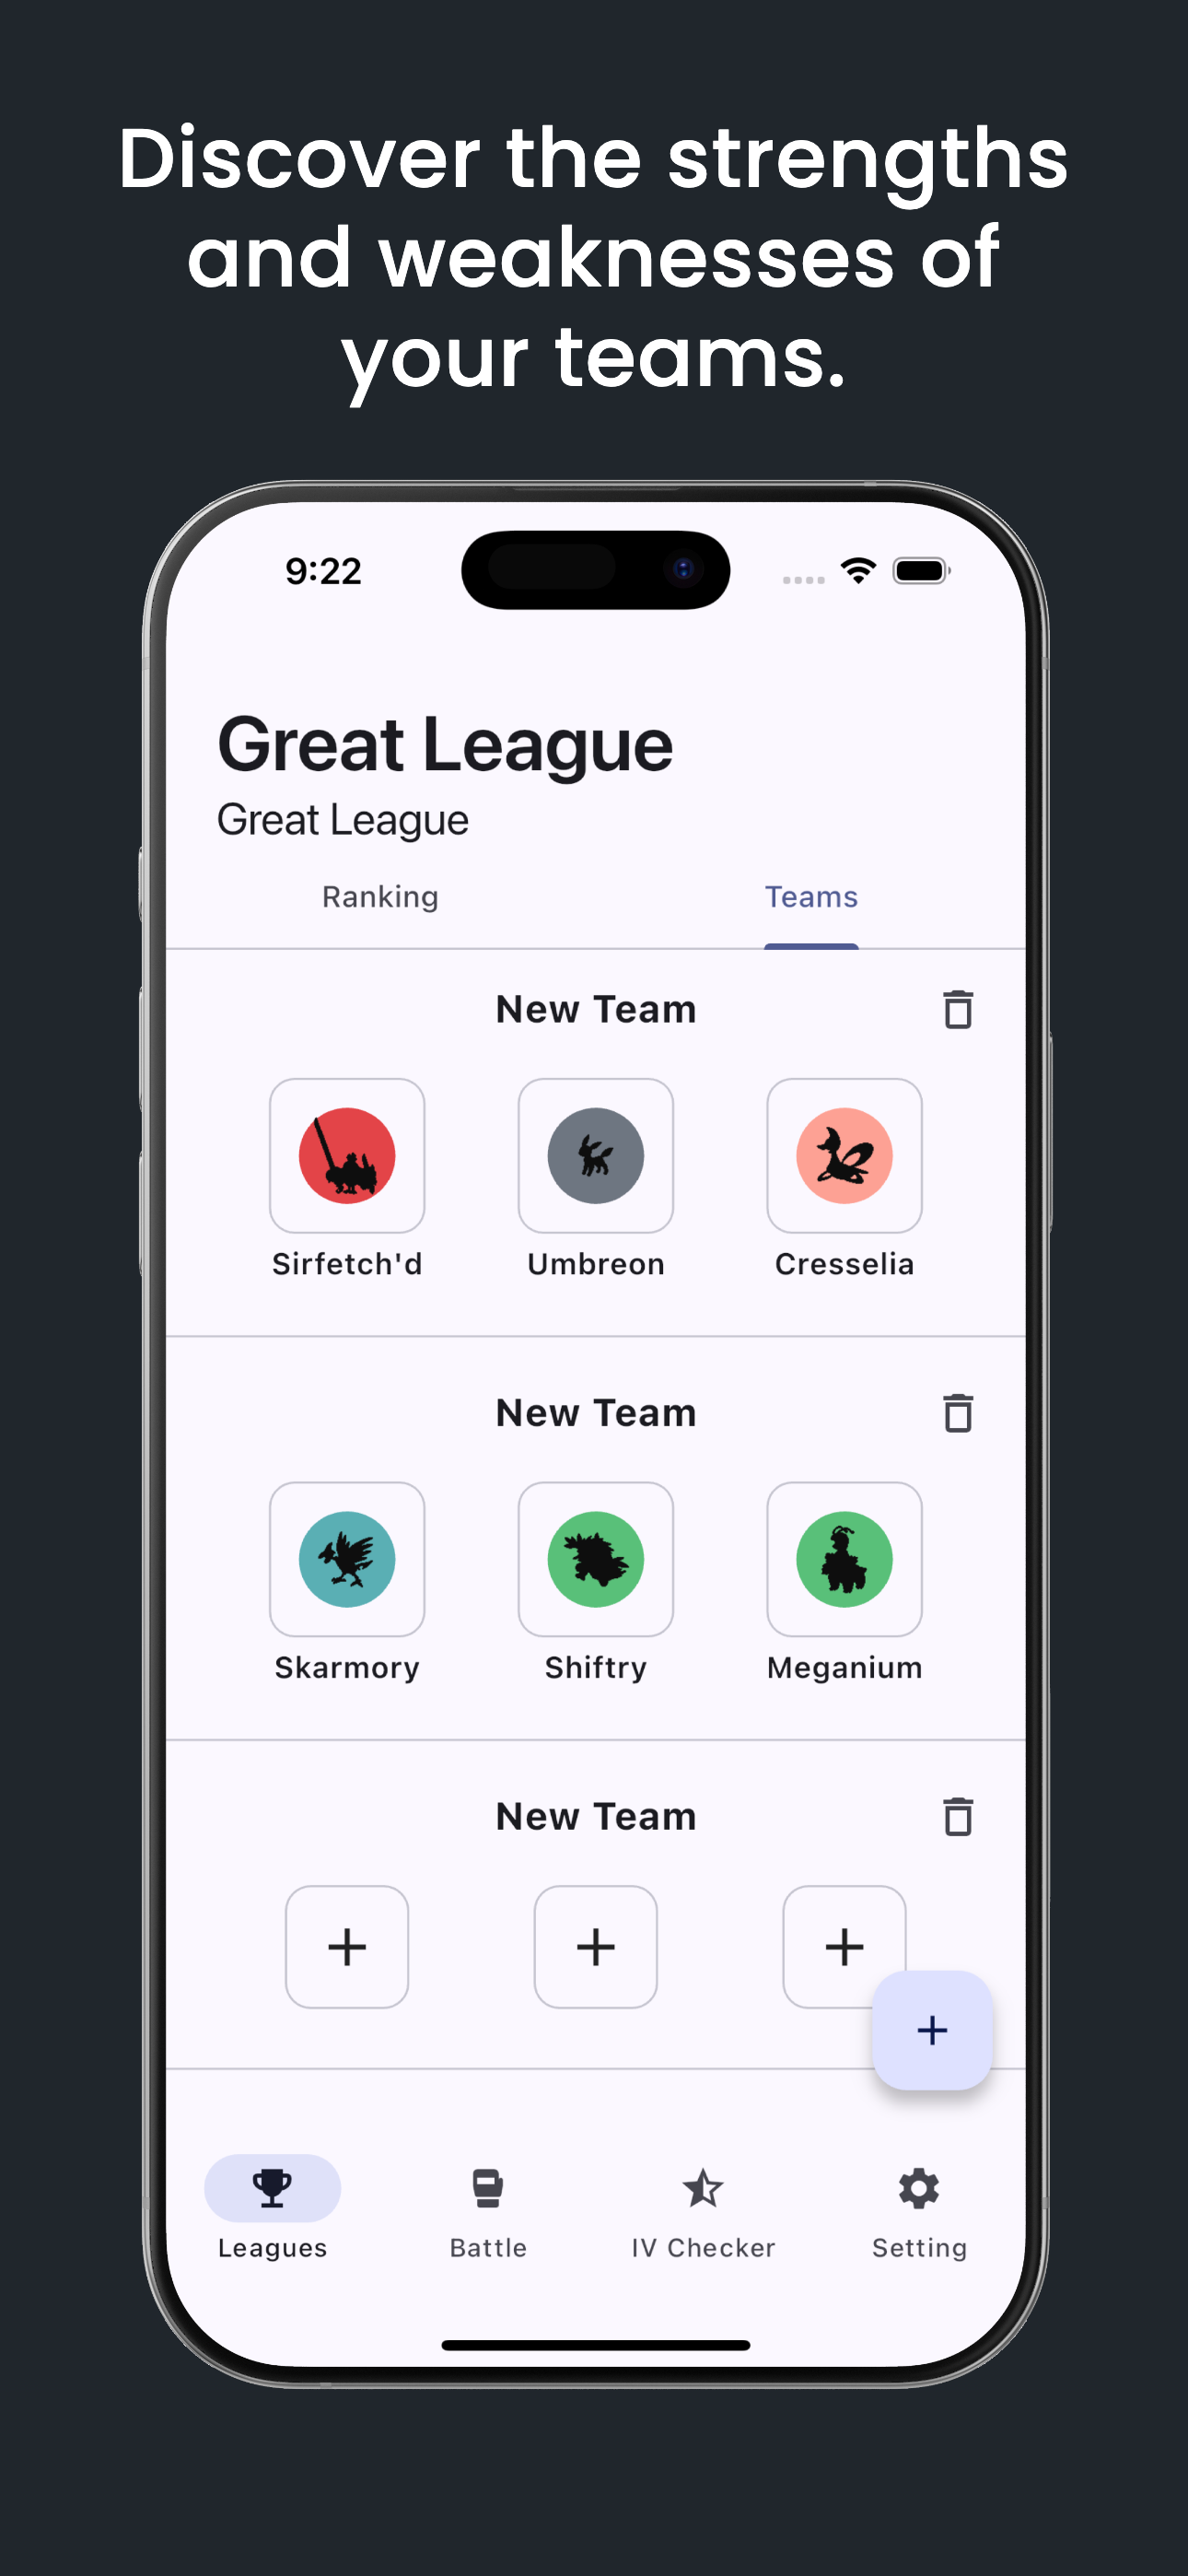 Discover the strengths
and weaknesses of
your teams.
9:22
Great League
Great League
Ranking
Teams
New Team
Sirfetch'd
Umbreon
Cresselia
New Team
Skarmory
Shiftry
Meganium
New Team
Leagues
Battle
IV Checker
Setting